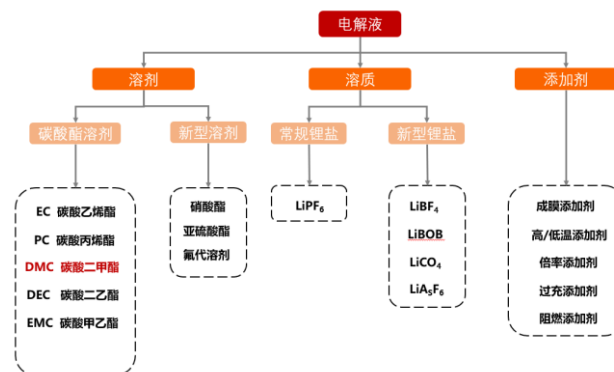 电解液
溶剂
溶质
添加剂
碳酸酯溶剂
新型溶剂
常规锂盐
新型锂盐
EC 碳酸乙烯酯
PC 碳酸丙烯酯
DMC 碳酸二甲酯
DEC 碳酸二乙酯
EMC 碳酸甲乙酯
硝酸酯
亚硫酸酯
氟代溶剂
LiPF₆
LiBF₄
LiBOB
LiCO₄
LiAₛF₆
成膜添加剂
高/低温添加剂
倍率添加剂
过充添加剂
阻燃添加剂